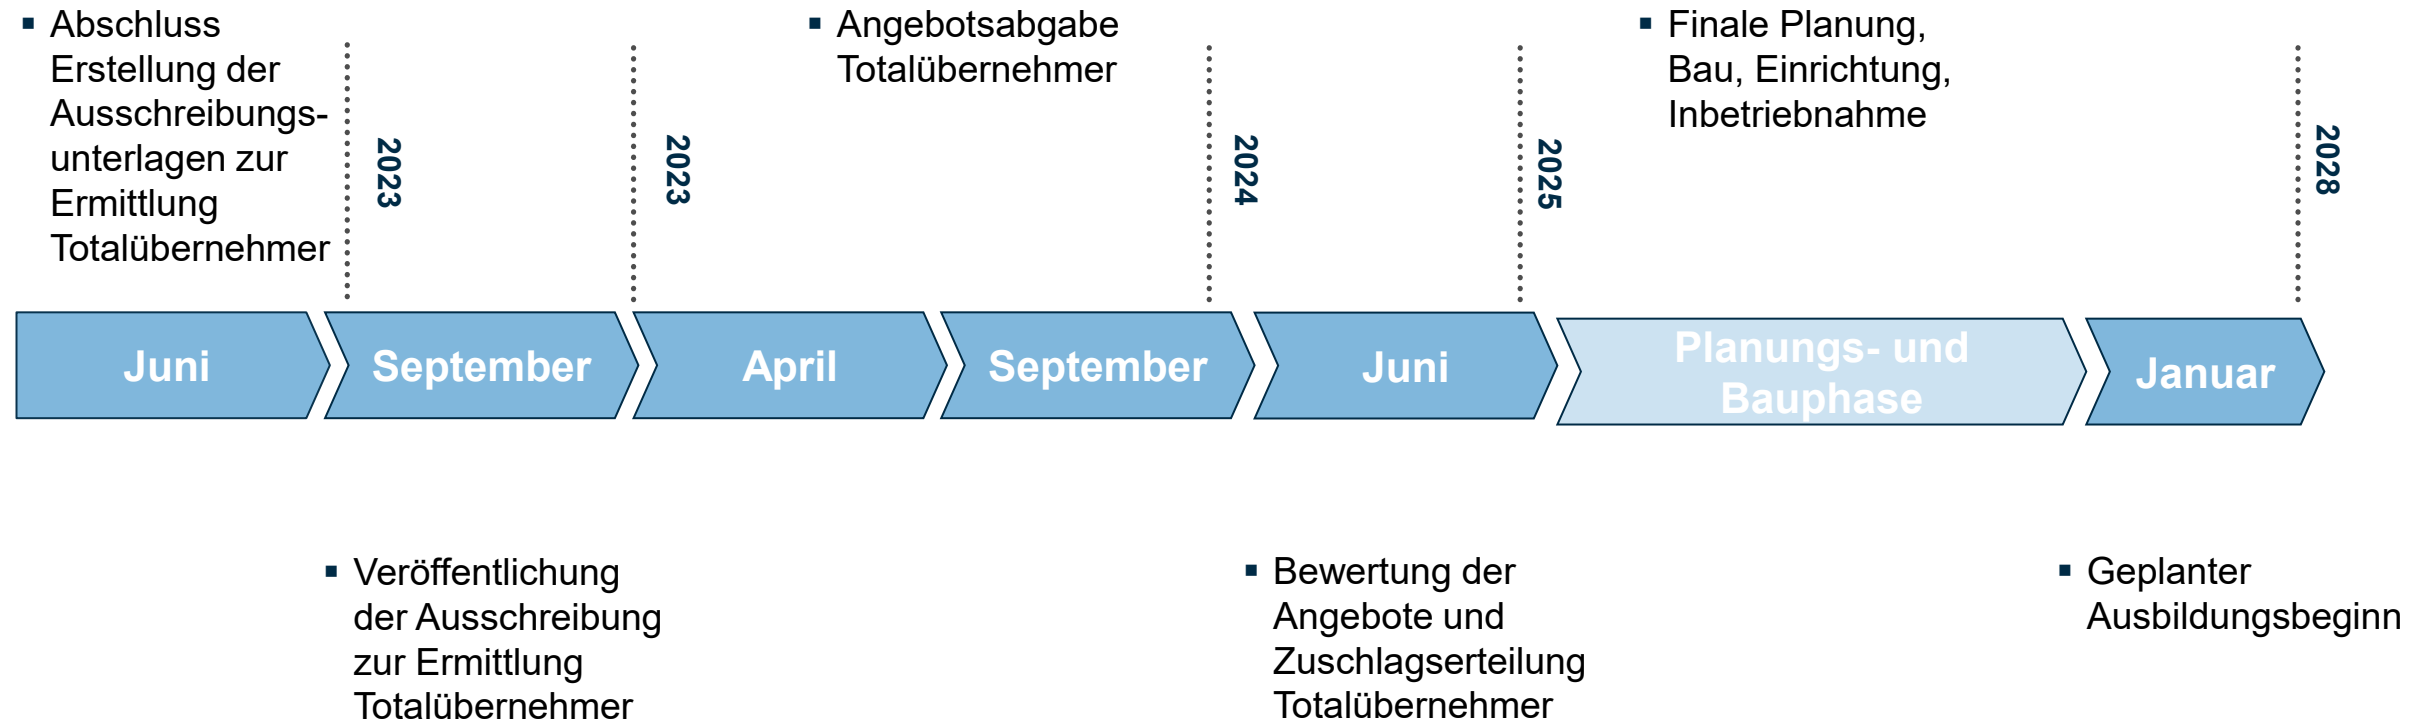 ▪ Abschluss
Erstellung der
Ausschreibungs-
unterlagen zur
Ermittlung
Totalübernehmer
▪ Angebotsabgabe
Totalübernehmer
▪ Finale Planung,
Bau, Einrichtung,
Inbetriebnahme
2023
2023
2024
2025
2028
Juni
September
April
September
Juni
Planungs- und
Bauphase
Januar
▪ Veröffentlichung
der Ausschreibung
zur Ermittlung
Totalübernehmer
▪ Bewertung der
Angebote und
Zuschlagserteilung
Totalübernehmer
▪ Geplanter
Ausbildungsbeginn